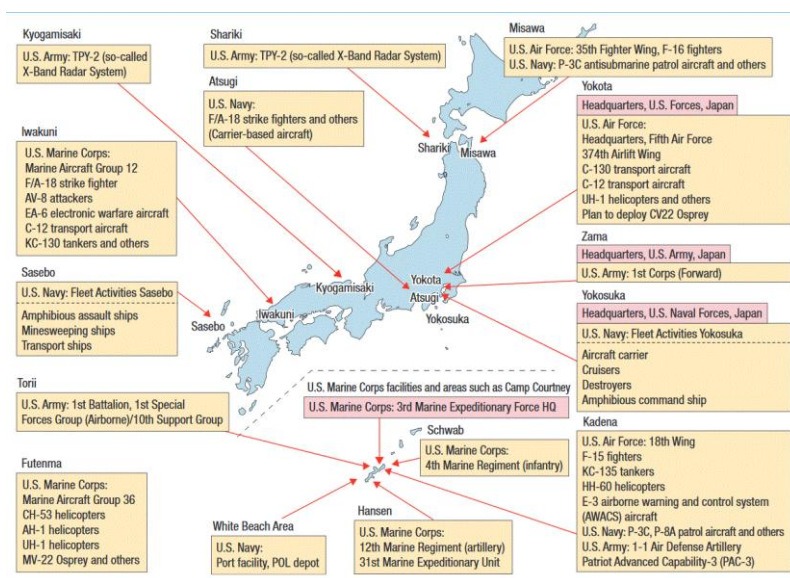 Kyogamisaki
U.S. Army: TPY-2 (so-called
X-Band Radar System)
Shariki
U.S. Army: TPY-2 (so-called X-Band Radar System)
Misawa
U.S. Air Force: 35th Fighter Wing, F-16 fighters
U.S. Navy: P-3C antisubmarine patrol aircraft and others
Atsugi
U.S. Navy:
F/A-18 strike fighters and others
(Carrier-based aircraft)
Yokota
Headquarters, U.S. Forces, Japan
U.S. Air Force:
Headquarters, Fifth Air Force
374th Airlift Wing
C-130 transport aircraft
C-12 transport aircraft
UH-1 helicopters and others
Plan to deploy CV22 Osprey
Iwakuni
U.S. Marine Corps:
Marine Aircraft Group 12
F/A-18 strike fighter
AV-8 attackers
EA-6 electronic warfare aircraft
C-12 transport aircraft
KC-130 tankers and others
Shariki
Misawa
Zama
Headquarters, U.S. Army, Japan
U.S. Army: 1st Corps (Forward)
Sasebo
U.S. Navy: Fleet Activities Sasebo
Amphibious assault ships
Minesweeping ships
Transport ships
Kyogamisaki
Yokota
Atsugi
Yokosuka
Iwakuni
Sasebo
Yokosuka
Headquarters, U.S. Naval Forces, Japan
U.S. Navy: Fleet Activities Yokosuka
Aircraft carrier
Cruisers
Destroyers
Amphibious command ship
Torii
U.S. Army: 1st Battalion, 1st Special
Forces Group (Airborne)/10th Support Group
U.S. Marine Corps facilities and areas such as Camp Courtney
U.S. Marine Corps: 3rd Marine Expeditionary Force HQ
Schwab
U.S. Marine Corps:
4th Marine Regiment (infantry)
Kadena
U.S. Air Force: 18th Wing
F-15 fighters
KC-135 tankers
HH-60 helicopters
E-3 airborne warning and control system
(AWACS) aircraft
U.S. Navy: P-3C, P-8A patrol aircraft and others
U.S. Army: 1-1 Air Defense Artillery
Patriot Advanced Capability-3 (PAC-3)
Futenma
U.S. Marine Corps:
Marine Aircraft Group 36
CH-53 helicopters
AH-1 helicopters
UH-1 helicopters
MV-22 Osprey and others
White Beach Area
U.S. Navy:
Port facility, POL depot
Hansen
U.S. Marine Corps:
12th Marine Regiment (artillery)
31st Marine Expeditionary Unit